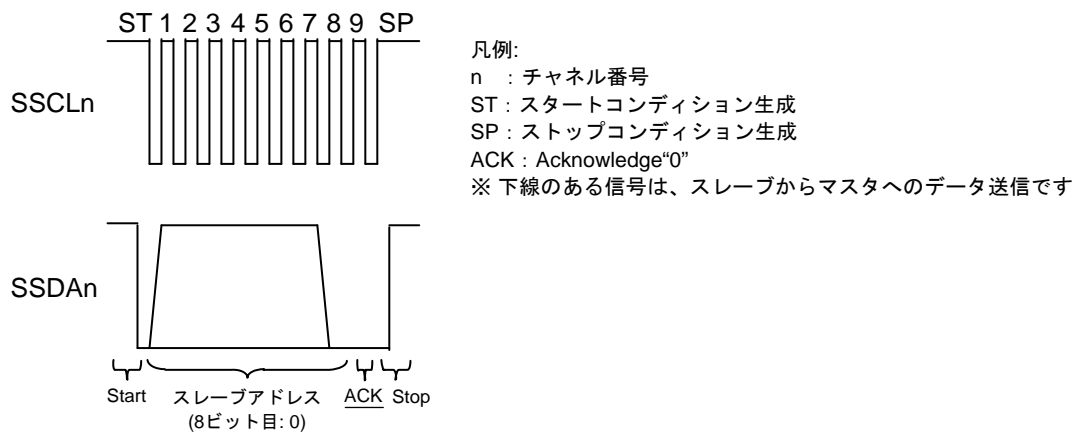 ST 1 2 3 4 5 6 7 8 9 SP
SSCLn
凡例:
n ：チャネル番号
ST：スタートコンディション生成
SP：ストップコンディション生成
ACK：Acknowledge“0”
※ 下線のある信号は、スレーブからマスタへのデータ送信です
SSDAn
Start スレーブアドレス ACK Stop
(8ビット目: 0)